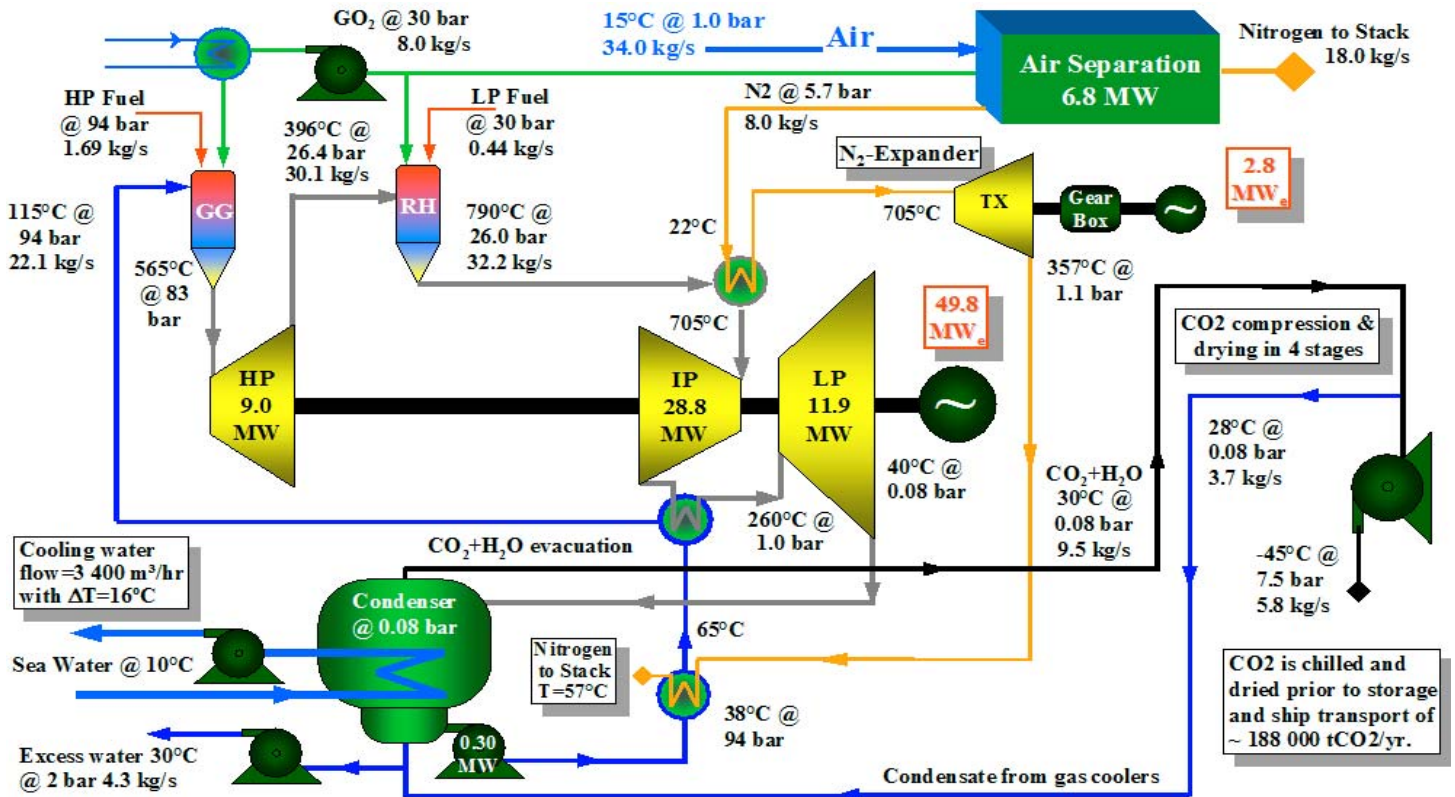 GO₂ @ 30 bar
8.0 kg/s
15°C @ 1.0 bar
34.0 kg/s
Air
Air Separation
6.8 MW
Nitrogen to Stack
18.0 kg/s
HP Fuel
@ 94 bar
1.69 kg/s
396°C @
26.4 bar
30.1 kg/s
LP Fuel
@ 30 bar
0.44 kg/s
N2 @ 5.7 bar
8.0 kg/s
N₂-Expander
2.8
MWₑ
GG
RH
TX
Gear
Box
~
115°C @
94 bar
22.1 kg/s
790°C @
26.0 bar
32.2 kg/s
22°C
705°C
357°C @
1.1 bar
565°C
@ 83
bar
705°C
49.8
MWₑ
CO2 compression &
drying in 4 stages
HP
9.0
MW
IP
28.8
MW
LP
11.9
MW
~
40°C @
0.08 bar
28°C @
0.08 bar
3.7 kg/s
CO₂+H₂O
30°C @
0.08 bar
9.5 kg/s
260°C @
1.0 bar
CO₂+H₂O evacuation
-45°C @
7.5 bar
5.8 kg/s
Cooling water
flow=3 400 m³/hr
with ΔT=16°C
Condenser
@ 0.08 bar
65°C
Sea Water @ 10°C
Nitrogen
to Stack
T=57°C
38°C @
94 bar
CO2 is chilled and
dried prior to storage
and ship transport of
~ 188 000 tCO2/yr.
0.30
MW
Excess water 30°C
@ 2 bar 4.3 kg/s
Condensate from gas coolers